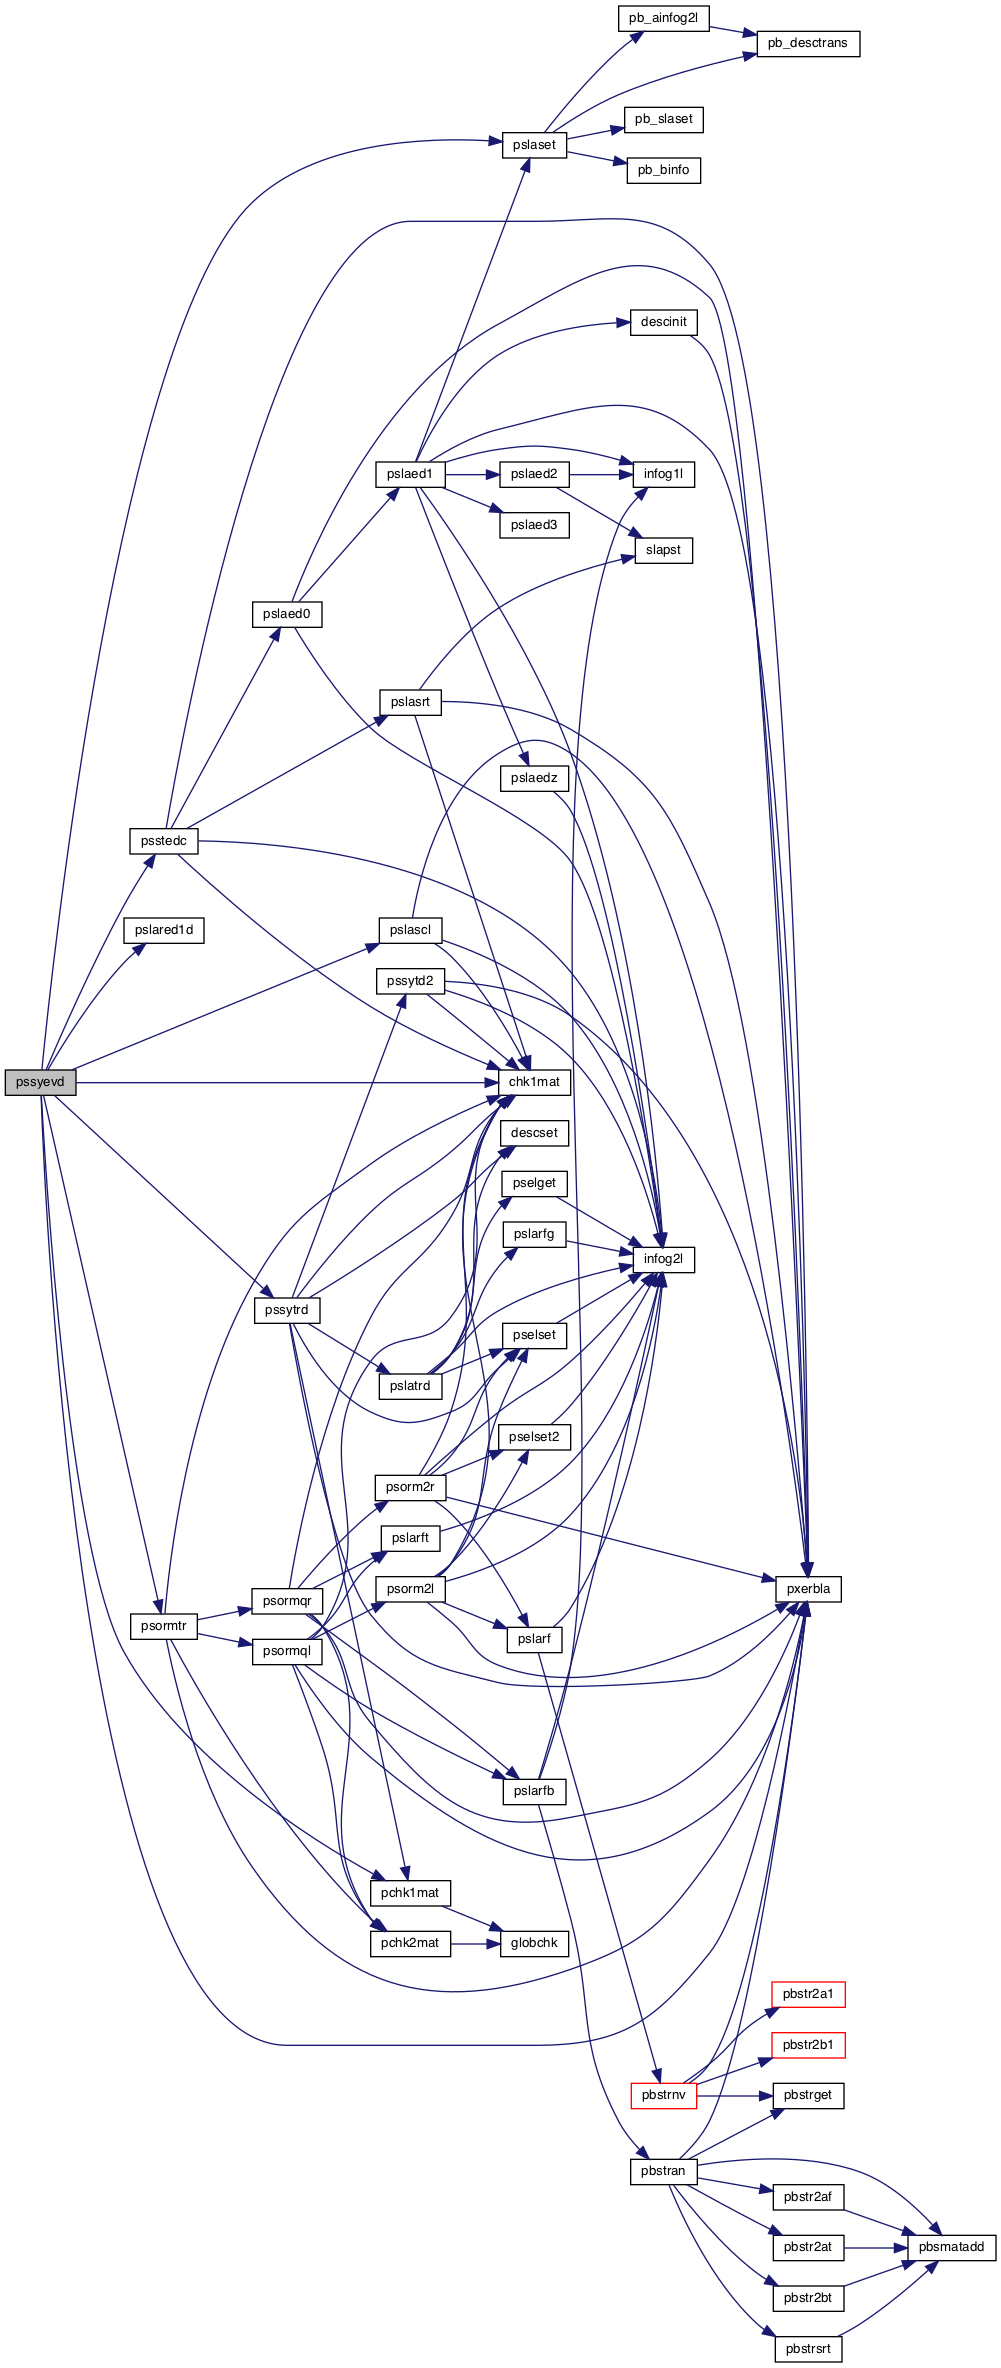 pb_ainfog2l
pb_desctrans
pb_slaset
pslaset
pb_binfo
descinit
pslaed1
pslaed2
infog1l
pslaed3
slapst
pslaed0
pslasrt
pslaedz
psstedc
pslared1d
pslascl
pssytd2
pssyevd
chk1mat
descset
pselget
pslarfg
infog2l
pssytrd
pselset
pslatrd
pselset2
psorm2r
pslarft
psorm2l
pxerbla
psormqr
psormtr
pslarf
psormql
pslarfb
pchk1mat
pchk2mat
globchk
pbstr2a1
pbstr2b1
pbstrnv
pbstrget
pbstran
pbstr2af
pbstr2at
pbsmatadd
pbstr2bt
pbstrsrt